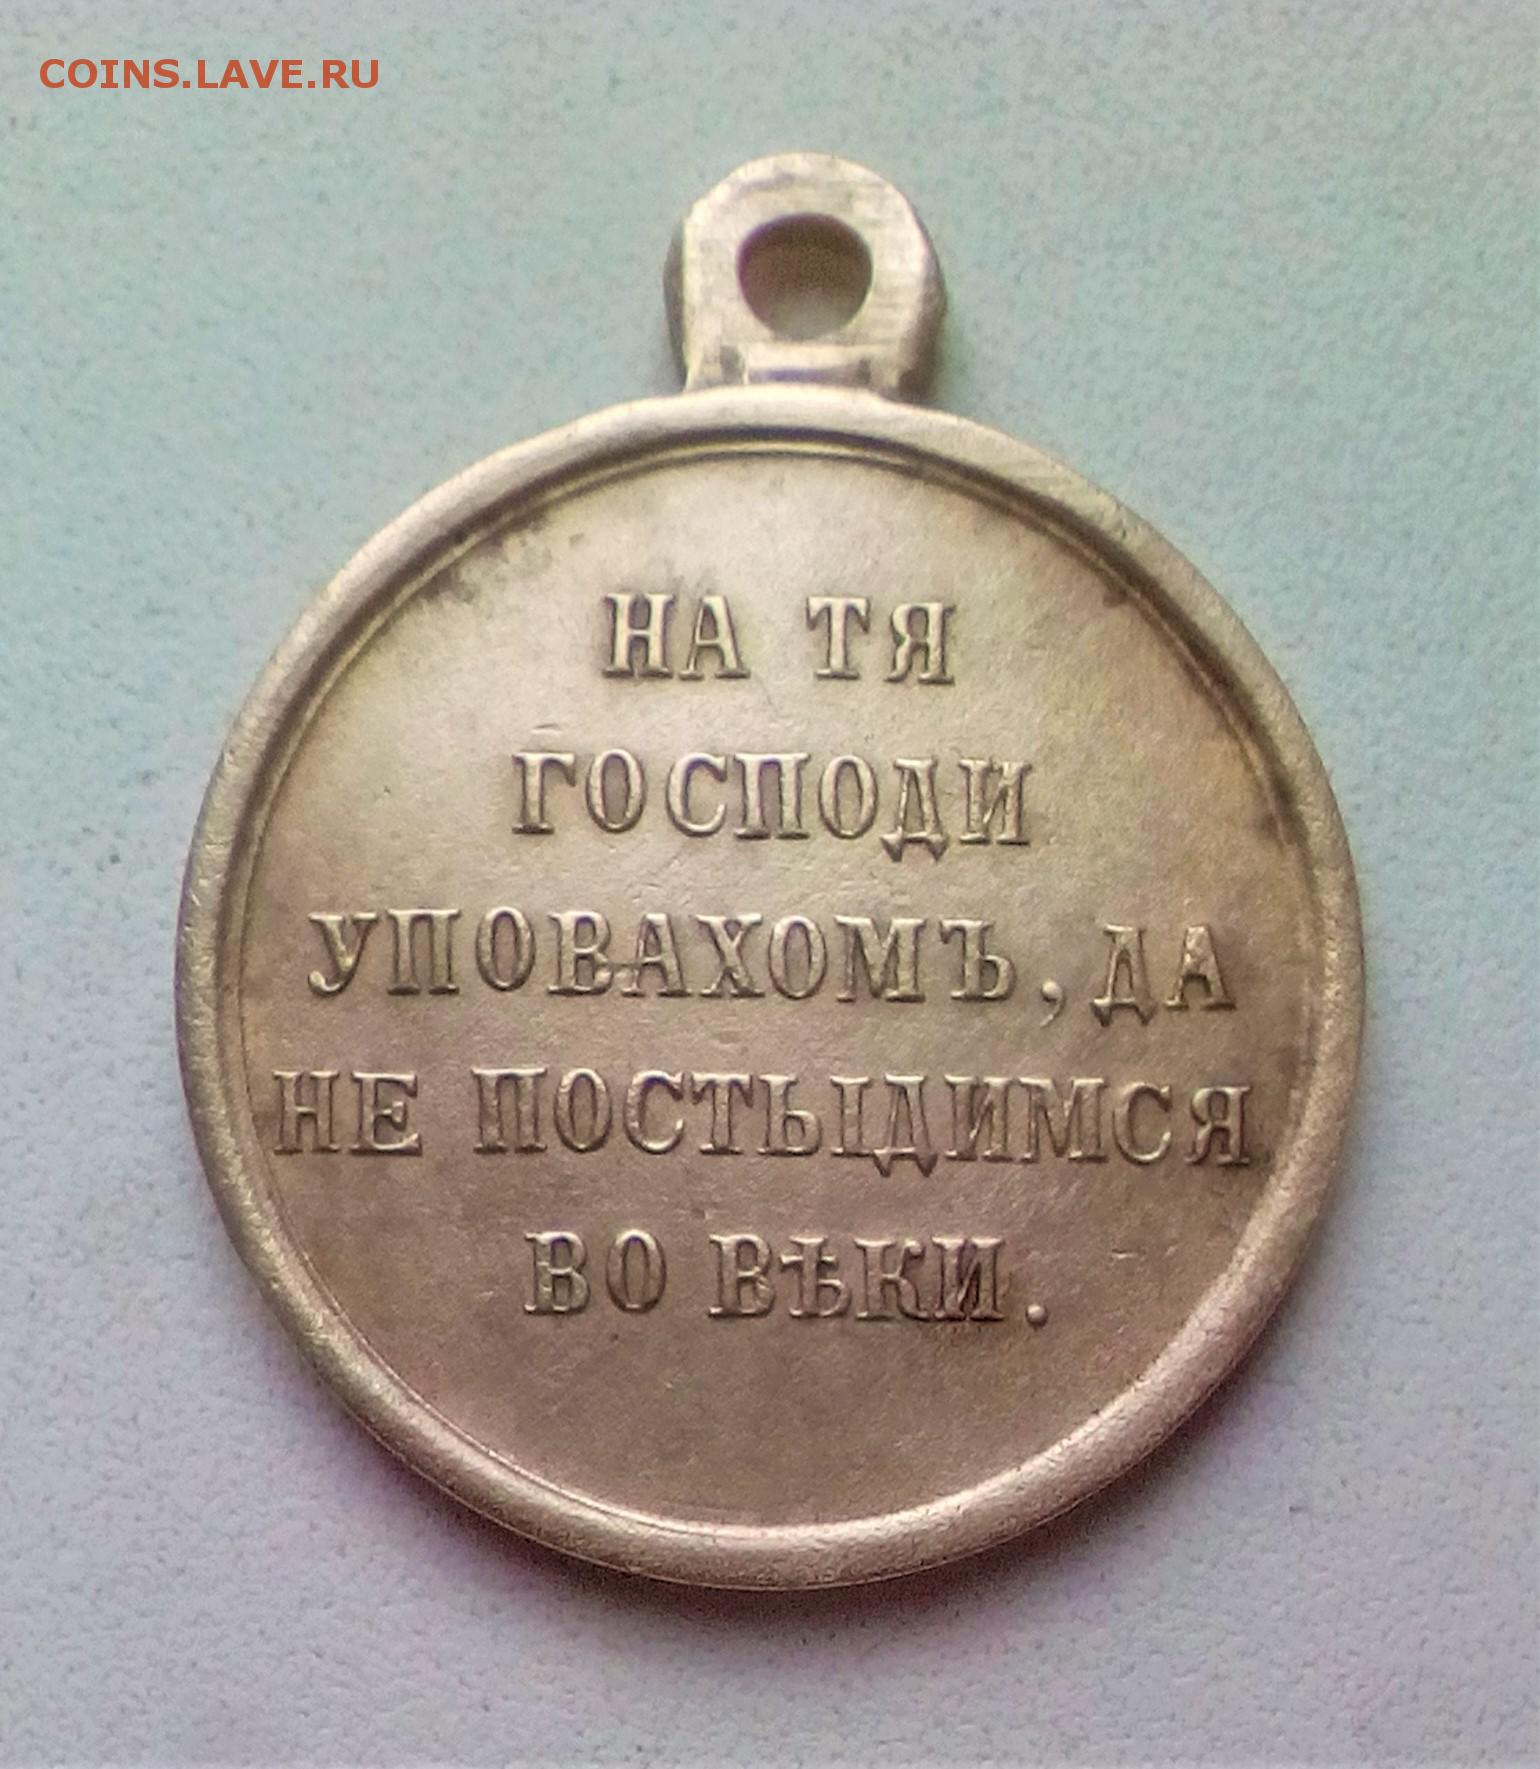 COINS.LAVE.RU
НА ТЯ
ГОСПОДИ
УПОВАХОМЪ, ДА
НЕ ПОСТЫДИМСЯ
ВО ВѢКИ.